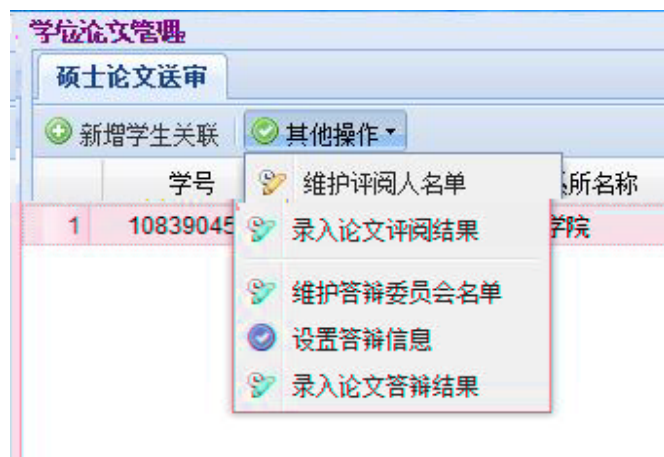 学位论文管理
硕士论文送审
新增学生关联 其他操作
学号 所名称
1 10839045 学院
维护评阅人名单
录入论文评阅结果
维护答辩委员会名单
设置答辩信息
录入论文答辩结果